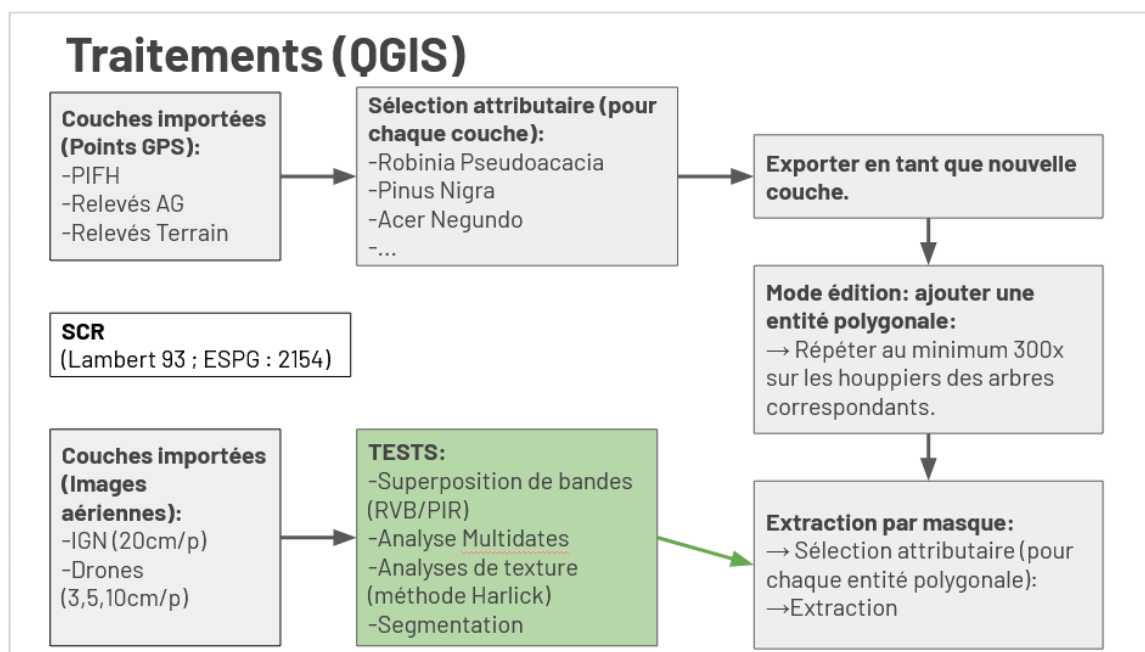 Traitements (QGIS)
Couches importées
(Points GPS):
-PIFH
-Relevés AG
-Relevés Terrain
Sélection attributaire (pour
chaque couche):
-Robinia Pseudoacacia
-Pinus Nigra
-Acer Negundo
-...
Exporter en tant que nouvelle
couche.
Mode édition: ajouter une
entité polygonale:
→ Répéter au minimum 300x
sur les houppiers des arbres
correspondants.
SCR
(Lambert 93 ; ESPG : 2154)
Couches importées
(Images
aériennes):
-IGN (20cm/p)
-Drones
(3,5,10cm/p)
TESTS:
-Superposition de bandes
(RVB/PIR)
-Analyse Multidates
-Analyses de texture
(méthode Harlick)
-Segmentation
Extraction par masque:
→ Sélection attributaire (pour
chaque entité polygonale):
→Extraction